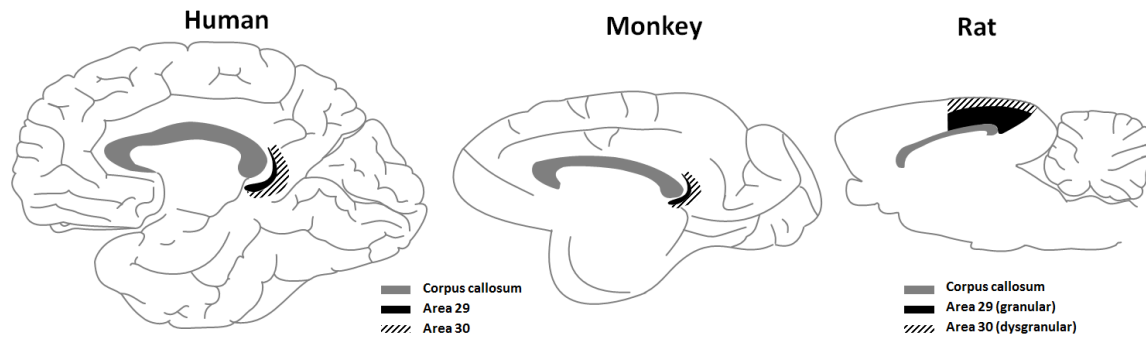 Human
Monkey
Rat
Corpus callosum
Area 29
Area 30
Corpus callosum
Area 29 (granular)
Area 30 (dysgranular)